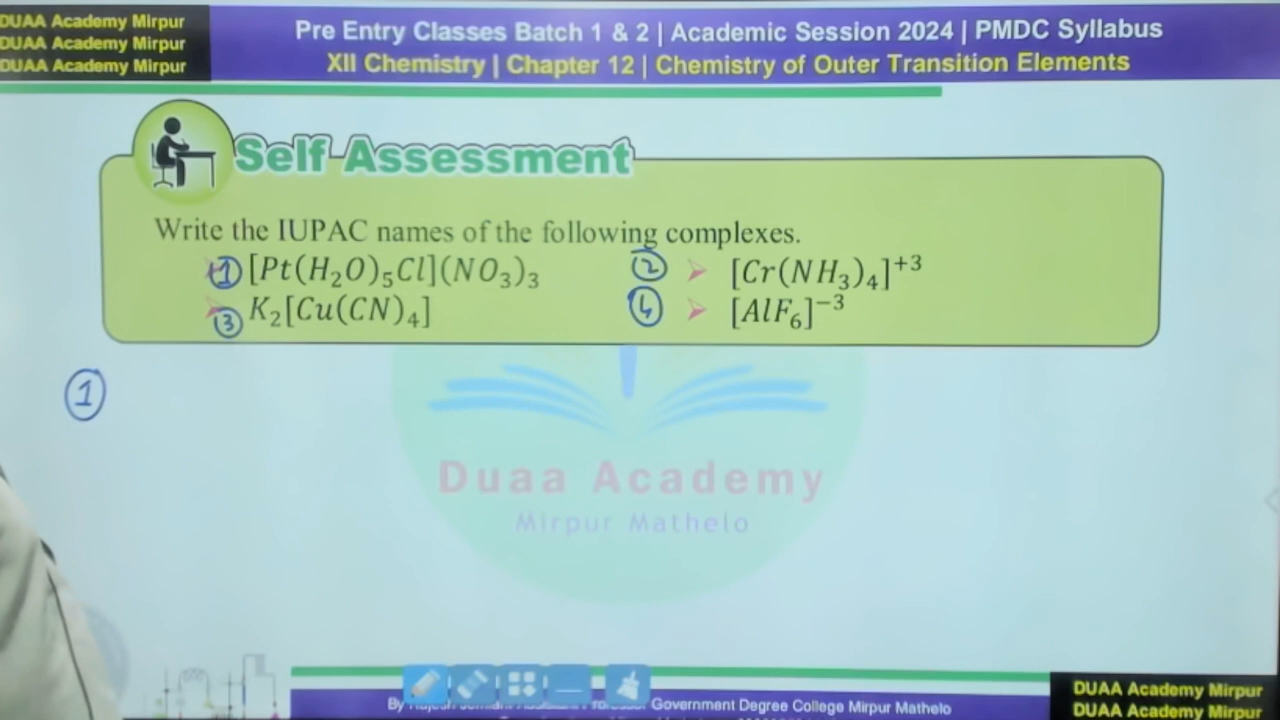 DUAA Academy Mirpur
DUAA Academy Mirpur
DUAA Academy Mirpur
Pre Entry Classes Batch 1 & 2 | Academic Session 2024 | PMDC Syllabus
XII Chemistry | Chapter 12 | Chemistry of Outer Transition Elements
Self Assessment
Write the IUPAC names of the following complexes.
① [Pt(H₂O)₅Cl](NO₃)₃ ② ➢ [Cr(NH₃)₄]⁺³
③ K₂[Cu(CN)₄] ④ ➢ [AlF₆]⁻³
①
Duaa Academy
Mirpur Mathelo
By Government Degree College Mirpur Mathelo
DUAA Academy Mirpur
DUAA Academy Mirpur